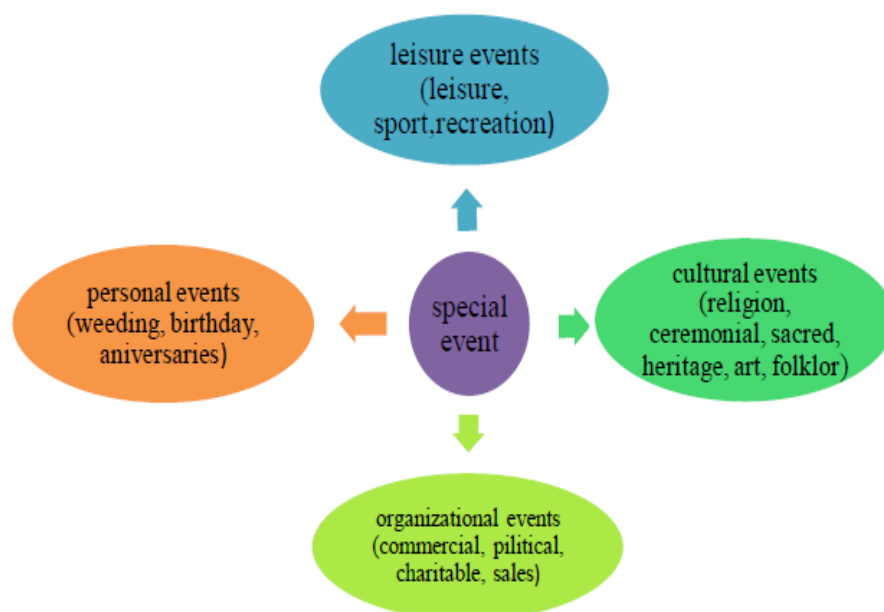 leisure events
(leisure,
sport,recreation)
personal events
(weeding, birthday,
aniversaries)
special
event
cultural events
(religion,
ceremonial, sacred,
heritage, art, folklor)
organizational events
(commercial, pilitical,
charitable, sales)